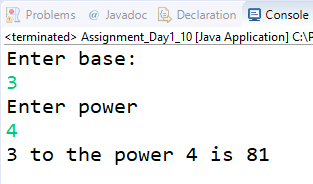 Problems @ Javadoc Declaration Console
<terminated> Assignment_Day1_10 [Java Application] C:\P
Enter base:
3
Enter power
4
3 to the power 4 is 81